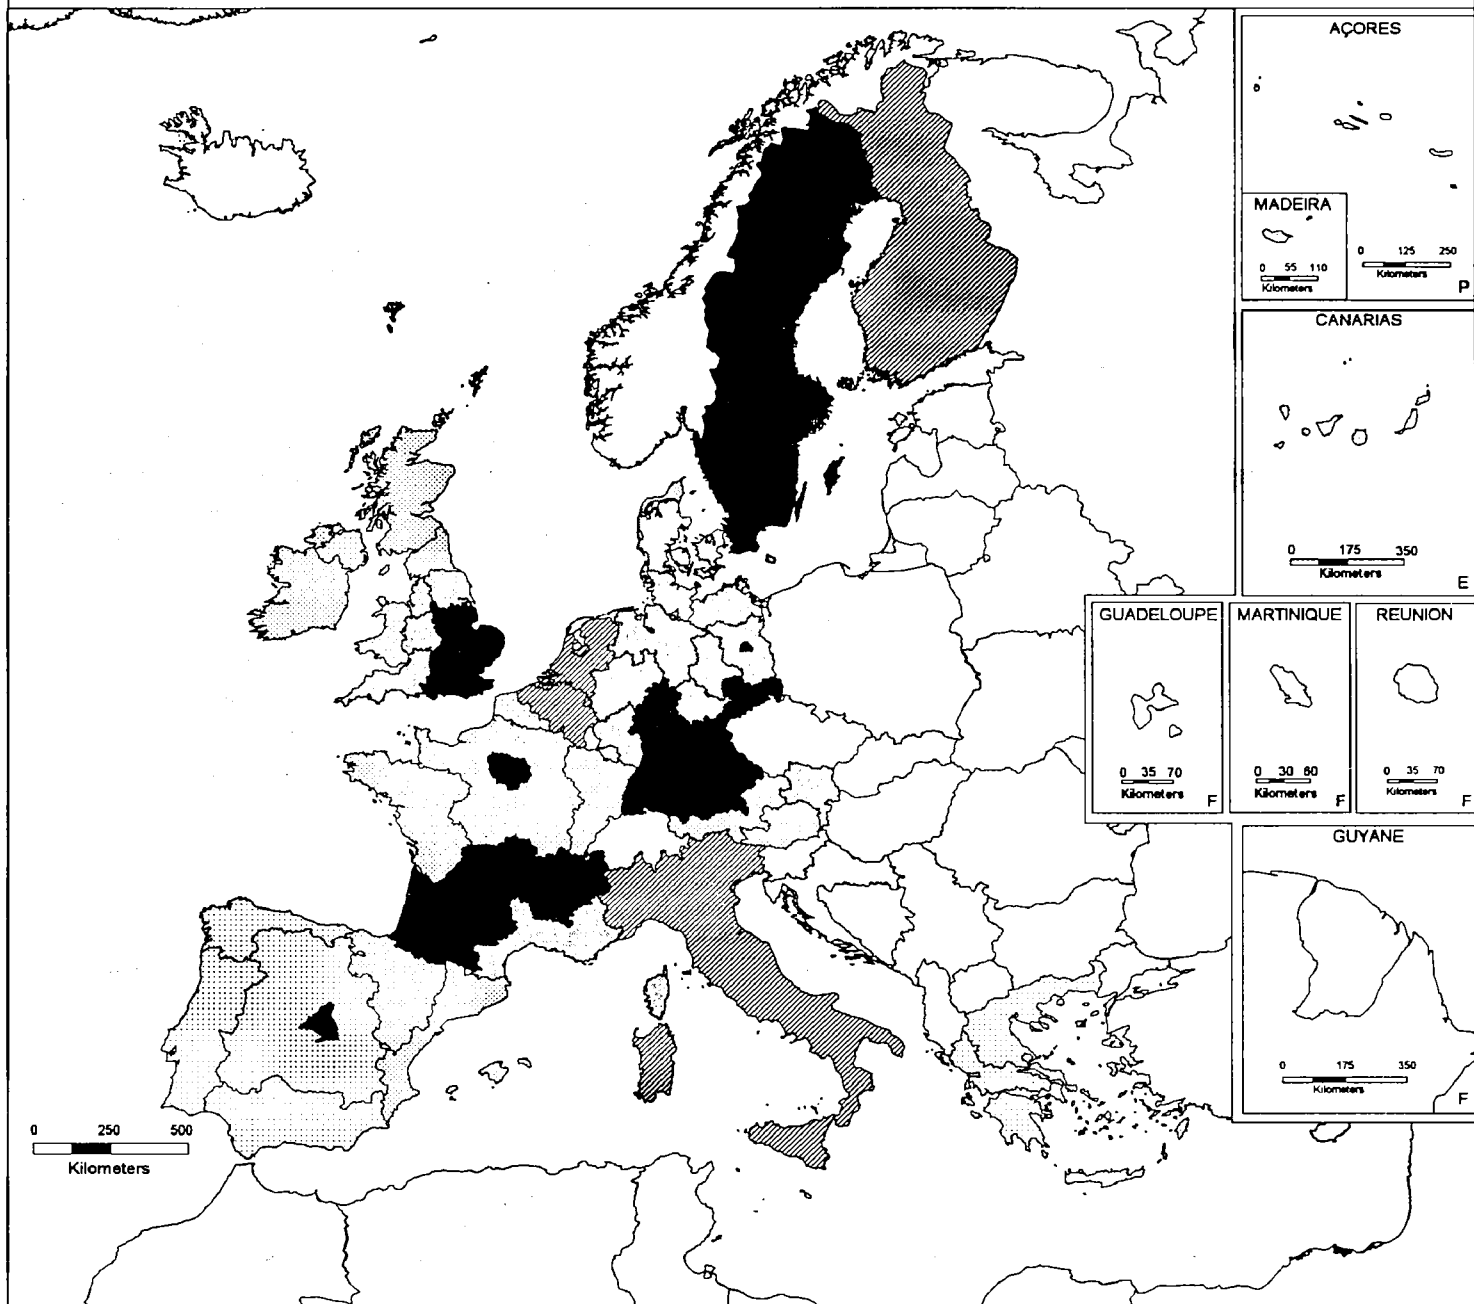 AÇORES
MADEIRA
0 55 110
Kilometers
0 125 250
Kilometers
P
CANARIAS
0 175 350
Kilometers
E
GUADELOUPE
0 35 70
Kilometers
F
MARTINIQUE
0 30 60
Kilometers
F
REUNION
0 35 70
Kilometers
F
GUYANE
0 175 350
Kilometers
F
0 250 500
Kilometers